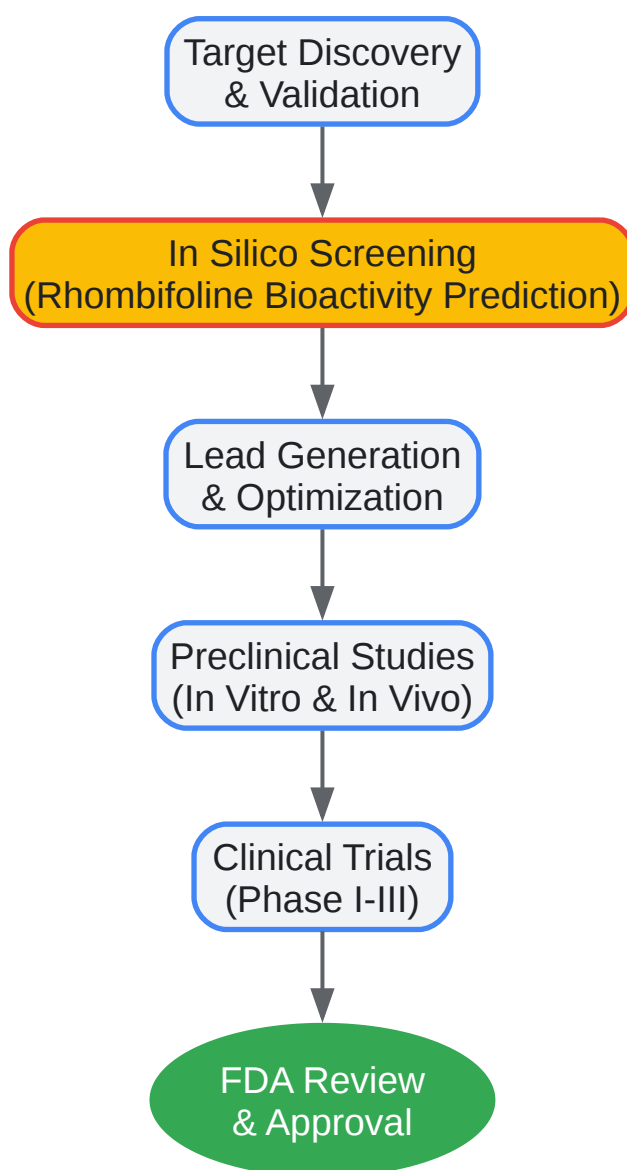 Target Discovery
& Validation
In Silico Screening
(Rhombifoline Bioactivity Prediction)
Lead Generation
& Optimization
Preclinical Studies
(In Vitro & In Vivo)
Clinical Trials
(Phase I-III)
FDA Review
& Approval